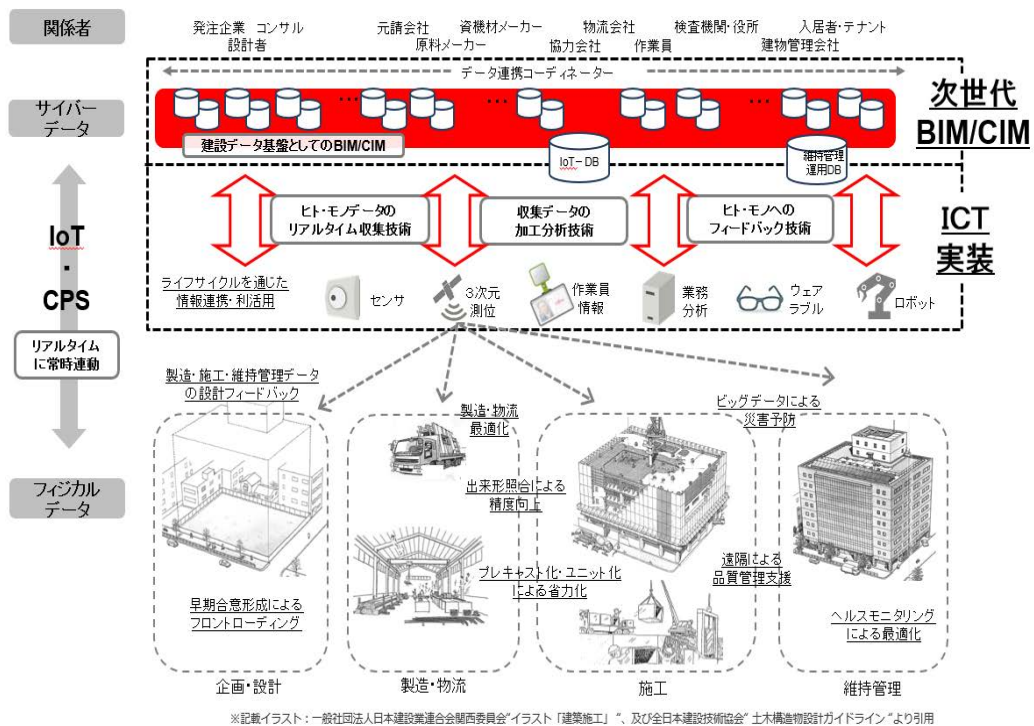 関係者
発注企業 コンサル
設計者
元請会社
原料メーカー
資機材メーカー
物流会社
協力会社
作業員
検査機関・役所
入居者・テナント
建物管理会社
データ連携コーディネーター
サイバー
データ
… … …
建設データ基盤としてのBIM/CIM
IoT-DB
維持管理
運用DB
次世代
BIM/CIM
IoT
・
CPS
リアルタイム
に常時連動
ヒト・モノデータの
リアルタイム収集技術
収集データの
加工分析技術
ヒト・モノへの
フィードバック技術
ICT
実装
ライフサイクルを通じた
情報連携・利活用
センサ
3次元
測位
作業員
情報
業務
分析
ウェア
ラブル
ロボット
製造・施工・維持管理データ
の設計フィードバック
製造・物流
最適化
ビッグデータによる
災害予防
フィジカル
データ
出来形照合による
精度向上
プレキャスト化・ユニット化
による省力化
遠隔による
品質管理支援
早期合意形成による
フロントローディング
ヘルスモニタリング
による最適化
企画・設計
製造・物流
施工
維持管理
※記載イラスト：一般社団法人日本建設業連合会関西委員会"イラスト「建築施工」"、及び全日本建設技術協会"土木構造物設計ガイドライン"より引用